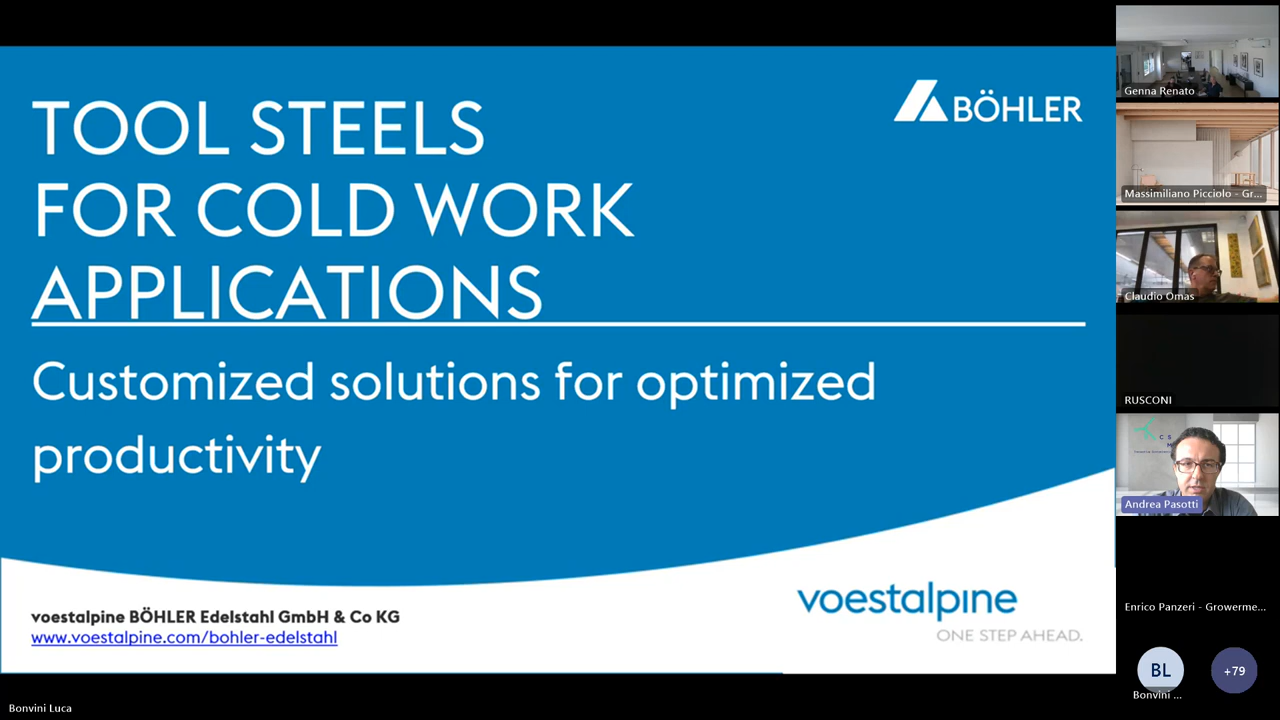 TOOL STEELS
FOR COLD WORK
APPLICATIONS
Customized solutions for optimized
productivity
BÖHLER
voestalpine BÖHLER Edelstahl GmbH & Co KG
www.voestalpine.com/bohler-edelstahl
voestalpine
ONE STEP AHEAD.
Bonvini Luca
Genna Renato
Massimiliano Picciolo - Gr...
Claudio Omas
RUSCONI
C S
M
Andrea Pasotti
Enrico Panzeri - Growerme...
BL
Bonvini ...
+79